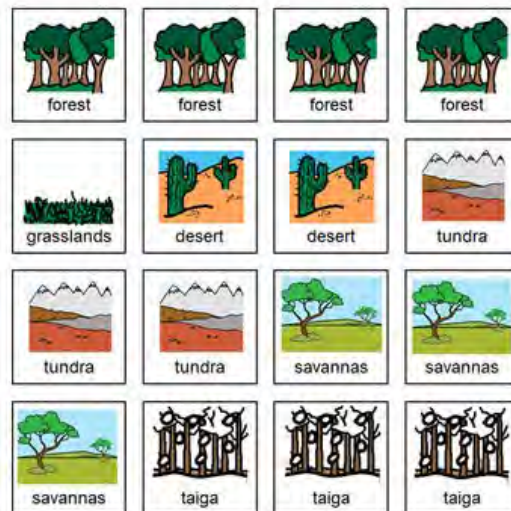 forest forest forest forest
grasslands desert desert tundra
tundra tundra savannas savannas
savannas taiga taiga taiga